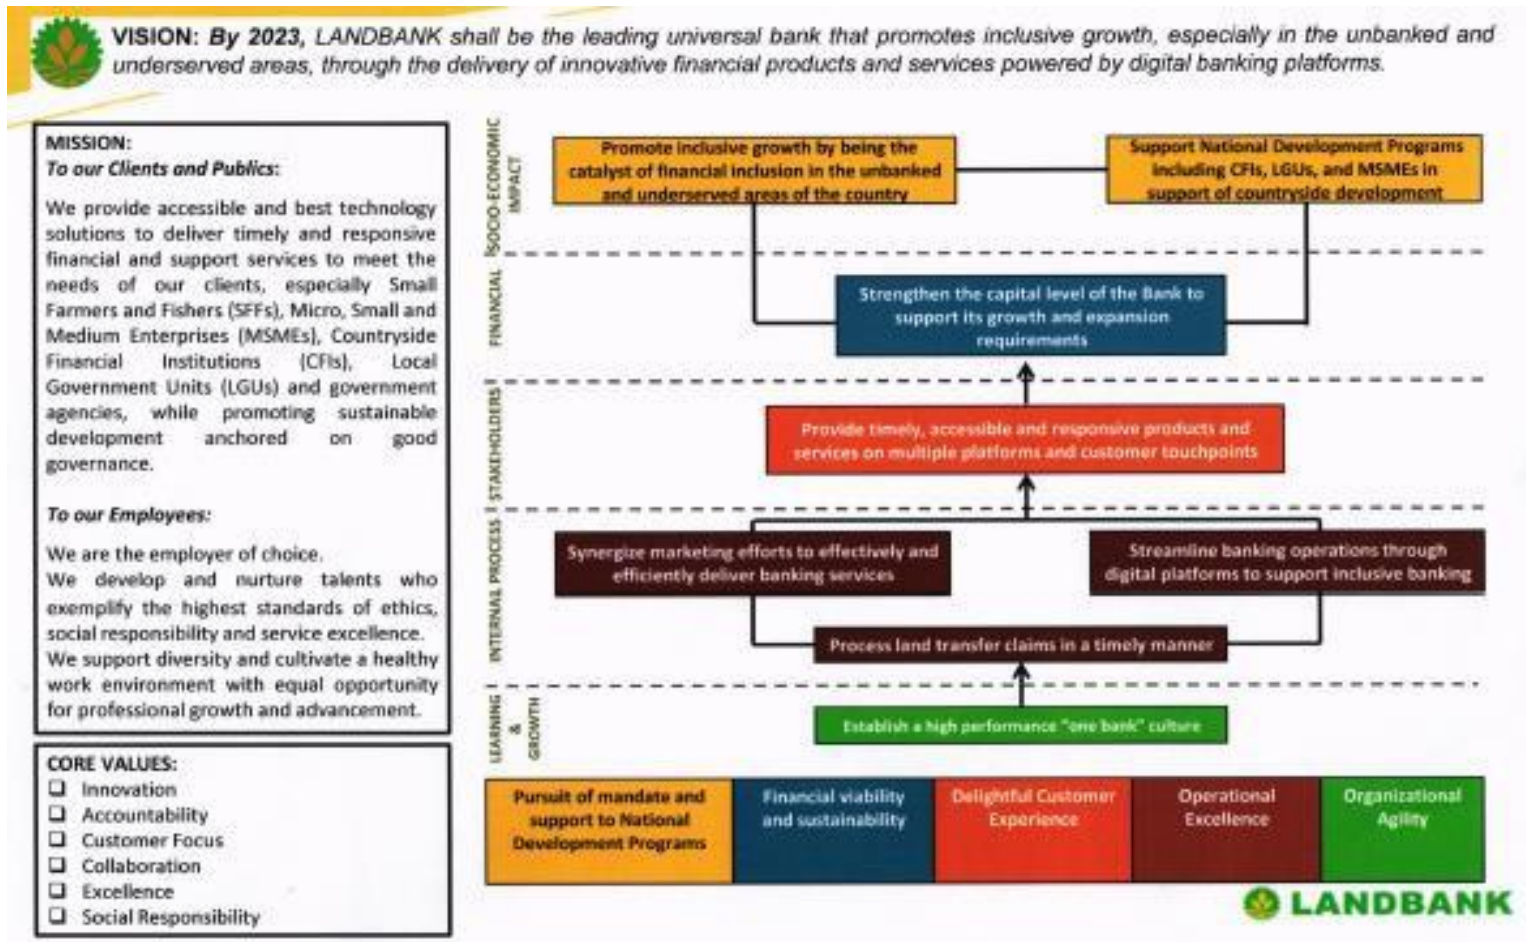 VISION: By 2023, LANDBANK shall be the leading universal bank that promotes inclusive growth, especially in the unbanked and
underserved areas, through the delivery of innovative financial products and services powered by digital banking platforms.
MISSION:
To our Clients and Publics:
We provide accessible and best technology
solutions to deliver timely and responsive
financial and support services to meet the
needs of our clients, especially Small
Farmers and Fishers (SFFs), Micro, Small and
Medium Enterprises (MSMEs), Countryside
Financial Institutions (CFIs), Local
Government Units (LGUs) and government
agencies, while promoting sustainable
development anchored on good
governance.
To our Employees:
We are the employer of choice.
We develop and nurture talents who
exemplify the highest standards of ethics,
social responsibility and service excellence.
We support diversity and cultivate a healthy
work environment with equal opportunity
for professional growth and advancement.
CORE VALUES:
Innovation
Accountability
Customer Focus
Collaboration
Excellence
Social Responsibility
SOCIO-ECONOMIC
IMPACT
Promote inclusive growth by being the
catalyst of financial inclusion in the unbanked
and underserved areas of the country
Support National Development Programs
including CFIs, LGUs, and MSMEs in
support of countryside development
FINANCIAL
Strengthen the capital level of the Bank to
support its growth and expansion
requirements
STAKEHOLDERS
Provide timely, accessible and responsive products and
services on multiple platforms and customer touchpoints
INTERNAL PROCESS
Synergize marketing efforts to effectively and
efficiently deliver banking services
Streamline banking operations through
digital platforms to support inclusive banking
Process land transfer claims in a timely manner
LEARNING
&
GROWTH
Establish a high performance "one bank" culture
Pursuit of mandate and
support to National
Development Programs
Financial viability
and sustainability
Delightful Customer
Experience
Operational
Excellence
Organizational
Agility
LANDBANK